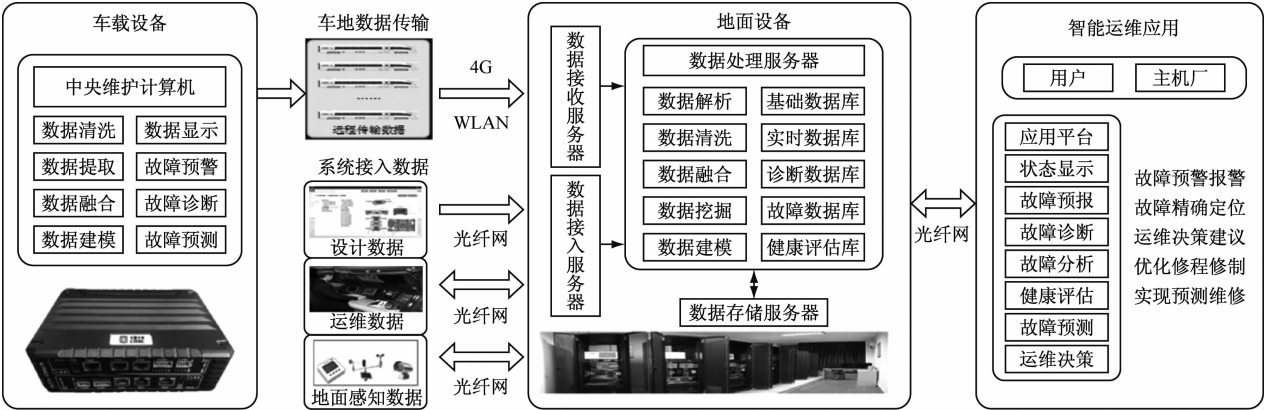 车载设备
中央维护计算机
数据清洗 数据显示
数据提取 故障预警
数据融合 故障诊断
数据建模 故障预测
车地数据传输
远程传输数据
4G
WLAN
系统接入数据
设计数据
光纤网
运维数据
光纤网
地面感知数据
光纤网
地面设备
数据接收服务器
数据接入服务器
数据处理服务器
数据解析 基础数据库
数据清洗 实时数据库
数据融合 诊断数据库
数据挖掘 故障数据库
数据建模 健康评估库
数据存储服务器
光纤网
智能运维应用
用户 主机厂
应用平台
状态显示
故障预报
故障诊断
故障分析
健康评估
故障预测
运维决策
故障预警报警
故障精确定位
运维决策建议
优化修程修制
实现预测维修